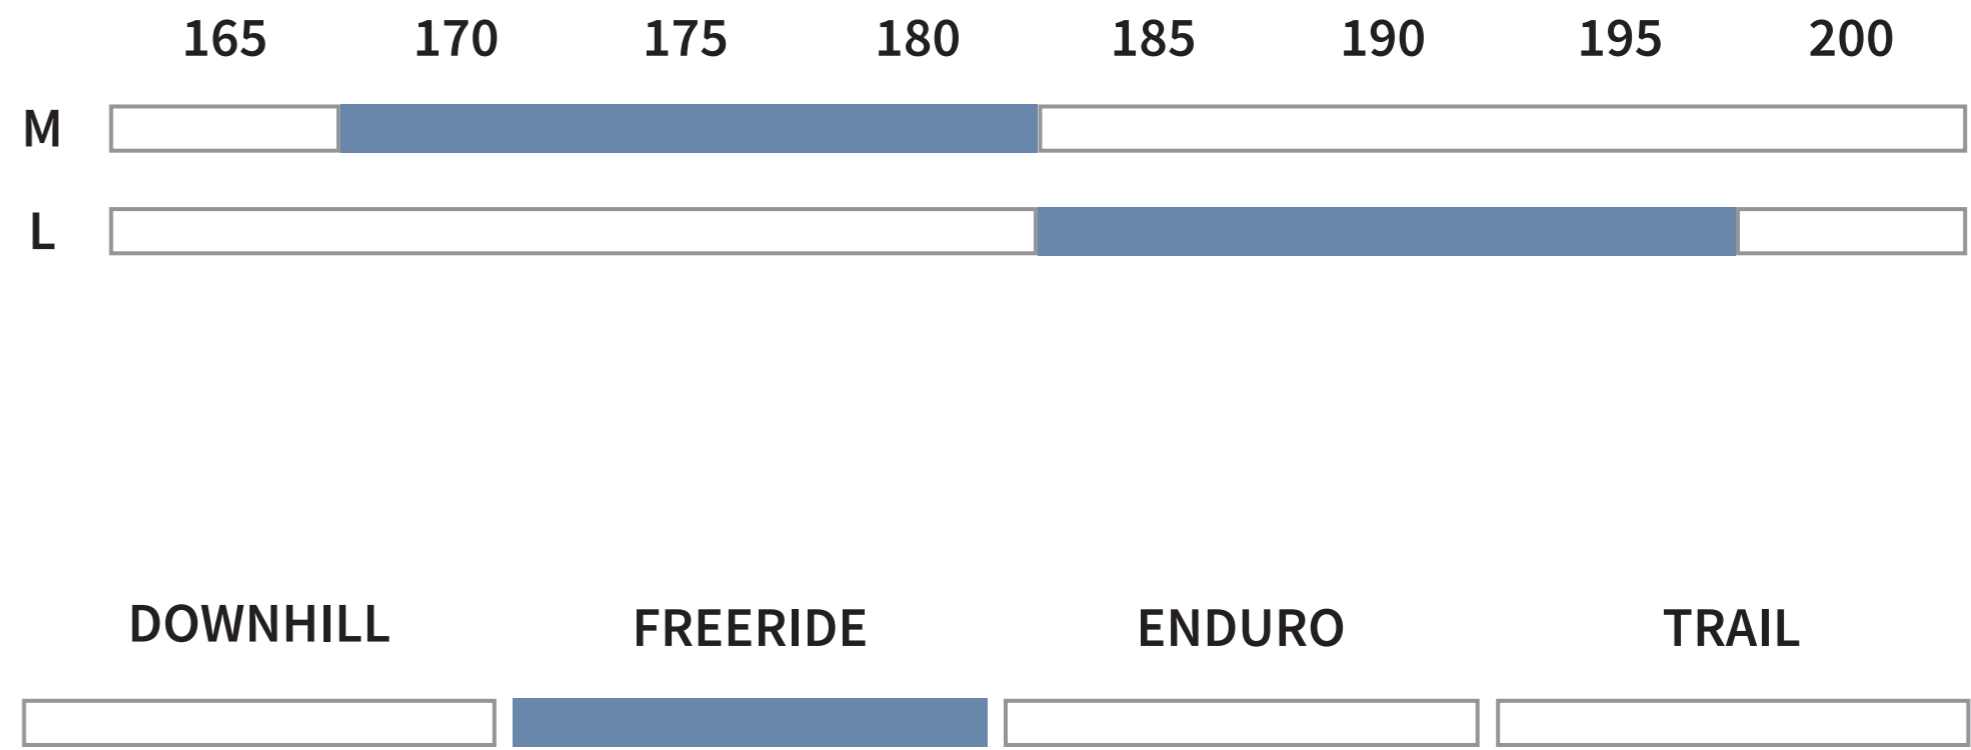 165 170 175 180 185 190 195 200
M
L
DOWNHILL FREERIDE ENDURO TRAIL